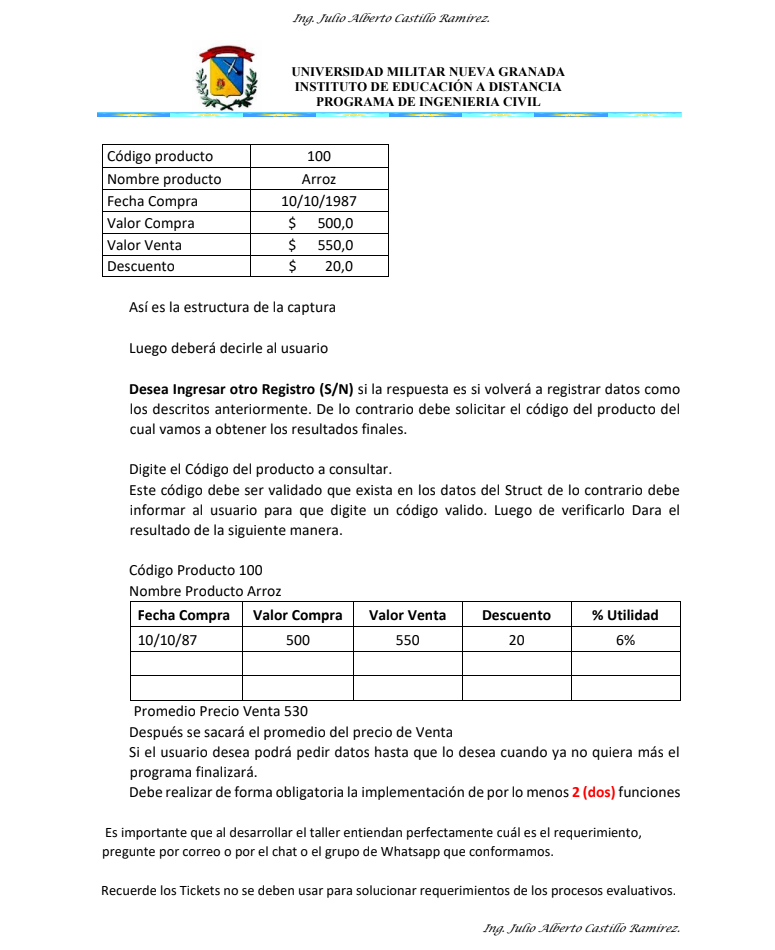 Ing. Julio Alberto Castillo Ramirez.
UNIVERSIDAD MILITAR NUEVA GRANADA
INSTITUTO DE EDUCACIÓN A DISTANCIA
PROGRAMA DE INGENIERIA CIVIL
Código producto 100
Nombre producto Arroz
Fecha Compra 10/10/1987
Valor Compra $ 500,0
Valor Venta $ 550,0
Descuento $ 20,0
Así es la estructura de la captura
Luego deberá decirle al usuario
Desea Ingresar otro Registro (S/N) si la respuesta es si volverá a registrar datos como
los descritos anteriormente. De lo contrario debe solicitar el código del producto del
cual vamos a obtener los resultados finales.
Digite el Código del producto a consultar.
Este código debe ser validado que exista en los datos del Struct de lo contrario debe
informar al usuario para que digite un código valido. Luego de verificarlo Dara el
resultado de la siguiente manera.
Código Producto 100
Nombre Producto Arroz
Fecha Compra Valor Compra Valor Venta Descuento % Utilidad
10/10/87 500 550 20 6%
Promedio Precio Venta 530
Después se sacará el promedio del precio de Venta
Si el usuario desea podrá pedir datos hasta que lo desea cuando ya no quiera más el
programa finalizará.
Debe realizar de forma obligatoria la implementación de por lo menos 2 (dos) funciones
Es importante que al desarrollar el taller entiendan perfectamente cuál es el requerimiento,
pregunte por correo o por el chat o el grupo de Whatsapp que conformamos.
Recuerde los Tickets no se deben usar para solucionar requerimientos de los procesos evaluativos.
Ing. Julio Alberto Castillo Ramirez.